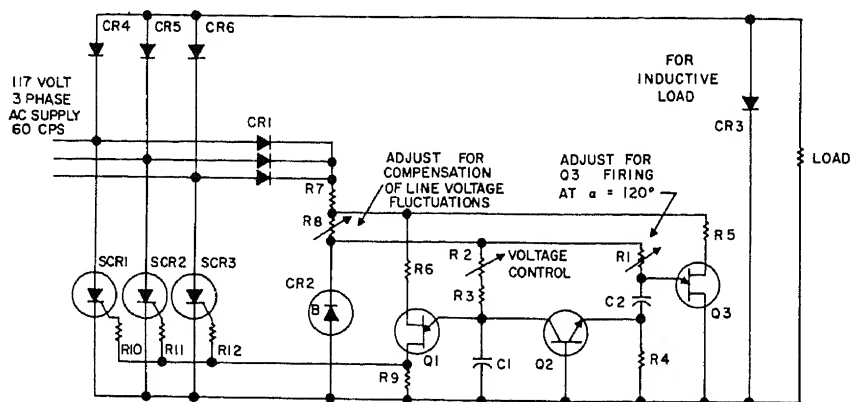 CR4
CR5
CR6
117 VOLT
3 PHASE
AC SUPPLY
60 CPS
CR1
FOR
INDUCTIVE
LOAD
CR3
LOAD
ADJUST FOR
COMPENSATION
OF LINE VOLTAGE
FLUCTUATIONS
ADJUST FOR
Q3 FIRING
AT α = 120°
R7
R8
R5
R6
R2
VOLTAGE
CONTROL
R1
R3
C2
Q3
SCR1
SCR2
SCR3
CR2
B
R10
R11
R12
Q1
R9
C1
Q2
R4